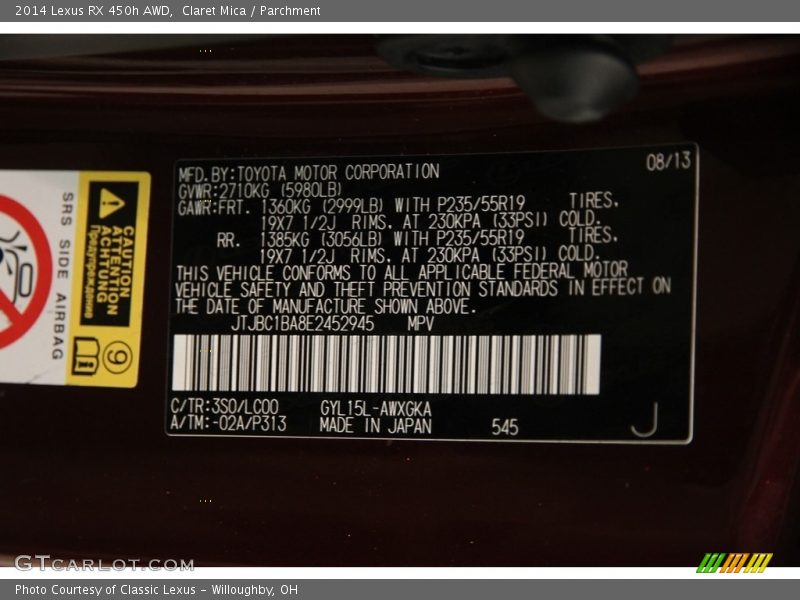 2014 Lexus RX 450h AWD, Claret Mica / Parchment
08/13
MFD.BY:TOYOTA MOTOR CORPORATION
GVWR:2710KG (5980LB)
GAWR:FRT. 1360KG (2999LB) WITH P235/55R19 TIRES.
19X7 1/2J RIMS. AT 230KPA (33PSI) COLD.
RR. 1385KG (3056LB) WITH P235/55R19 TIRES.
19X7 1/2J RIMS. AT 230KPA (33PSI) COLD.
THIS VEHICLE CONFORMS TO ALL APPLICABLE FEDERAL MOTOR
VEHICLE SAFETY AND THEFT PREVENTION STANDARDS IN EFFECT ON
THE DATE OF MANUFACTURE SHOWN ABOVE.
JTJBC1BA8E2452945 MPV
C/TR:3S0/LC00 GYL15L-AWXGKA
A/TM:-02A/P313 MADE IN JAPAN 545 J
SRS SIDE AIRBAG
CAUTION
ATTENTION
ACHTUNG
Предупреждение
9
GTCARLOT.COM
Photo Courtesy of Classic Lexus - Willoughby, OH